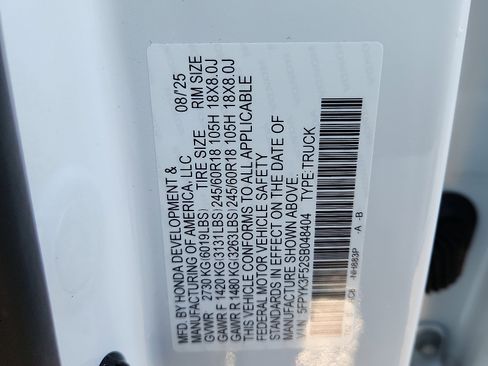 MFD. BY HONDA DEVELOPMENT & 08/'25
MANUFACTURING OF AMERICA, LLC
TIRE SIZE RIM SIZE
GVWR 2730 KG(6019LBS)
GAWR F 1420 KG(3131LBS) 245/60R18 105H 18X8.0J
GAWR R 1480 KG(3263LBS) 245/60R18 105H 18X8.0J
THIS VEHICLE CONFORMS TO ALL APPLICABLE
FEDERAL MOTOR VEHICLE SAFETY
STANDARDS IN EFFECT ON THE DATE OF
MANUFACTURE SHOWN ABOVE.
V.I.N. 5FPYK3F52SB048404 TYPE:TRUCK
NH883P -A -B